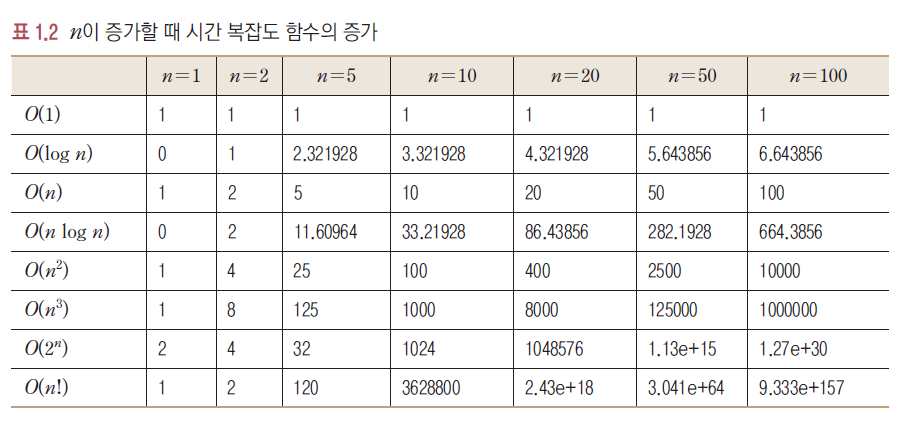 표 1.2 n이 증가할 때 시간 복잡도 함수의 증가
n=1 n=2 n=5 n=10 n=20 n=50 n=100
O(1) 1 1 1 1 1 1 1
O(log n) 0 1 2.321928 3.321928 4.321928 5.643856 6.643856
O(n) 1 2 5 10 20 50 100
O(n log n) 0 2 11.60964 33.21928 86.43856 282.1928 664.3856
O(n²) 1 4 25 100 400 2500 10000
O(n³) 1 8 125 1000 8000 125000 1000000
O(2ⁿ) 2 4 32 1024 1048576 1.13e+15 1.27e+30
O(n!) 1 2 120 3628800 2.43e+18 3.041e+64 9.333e+157